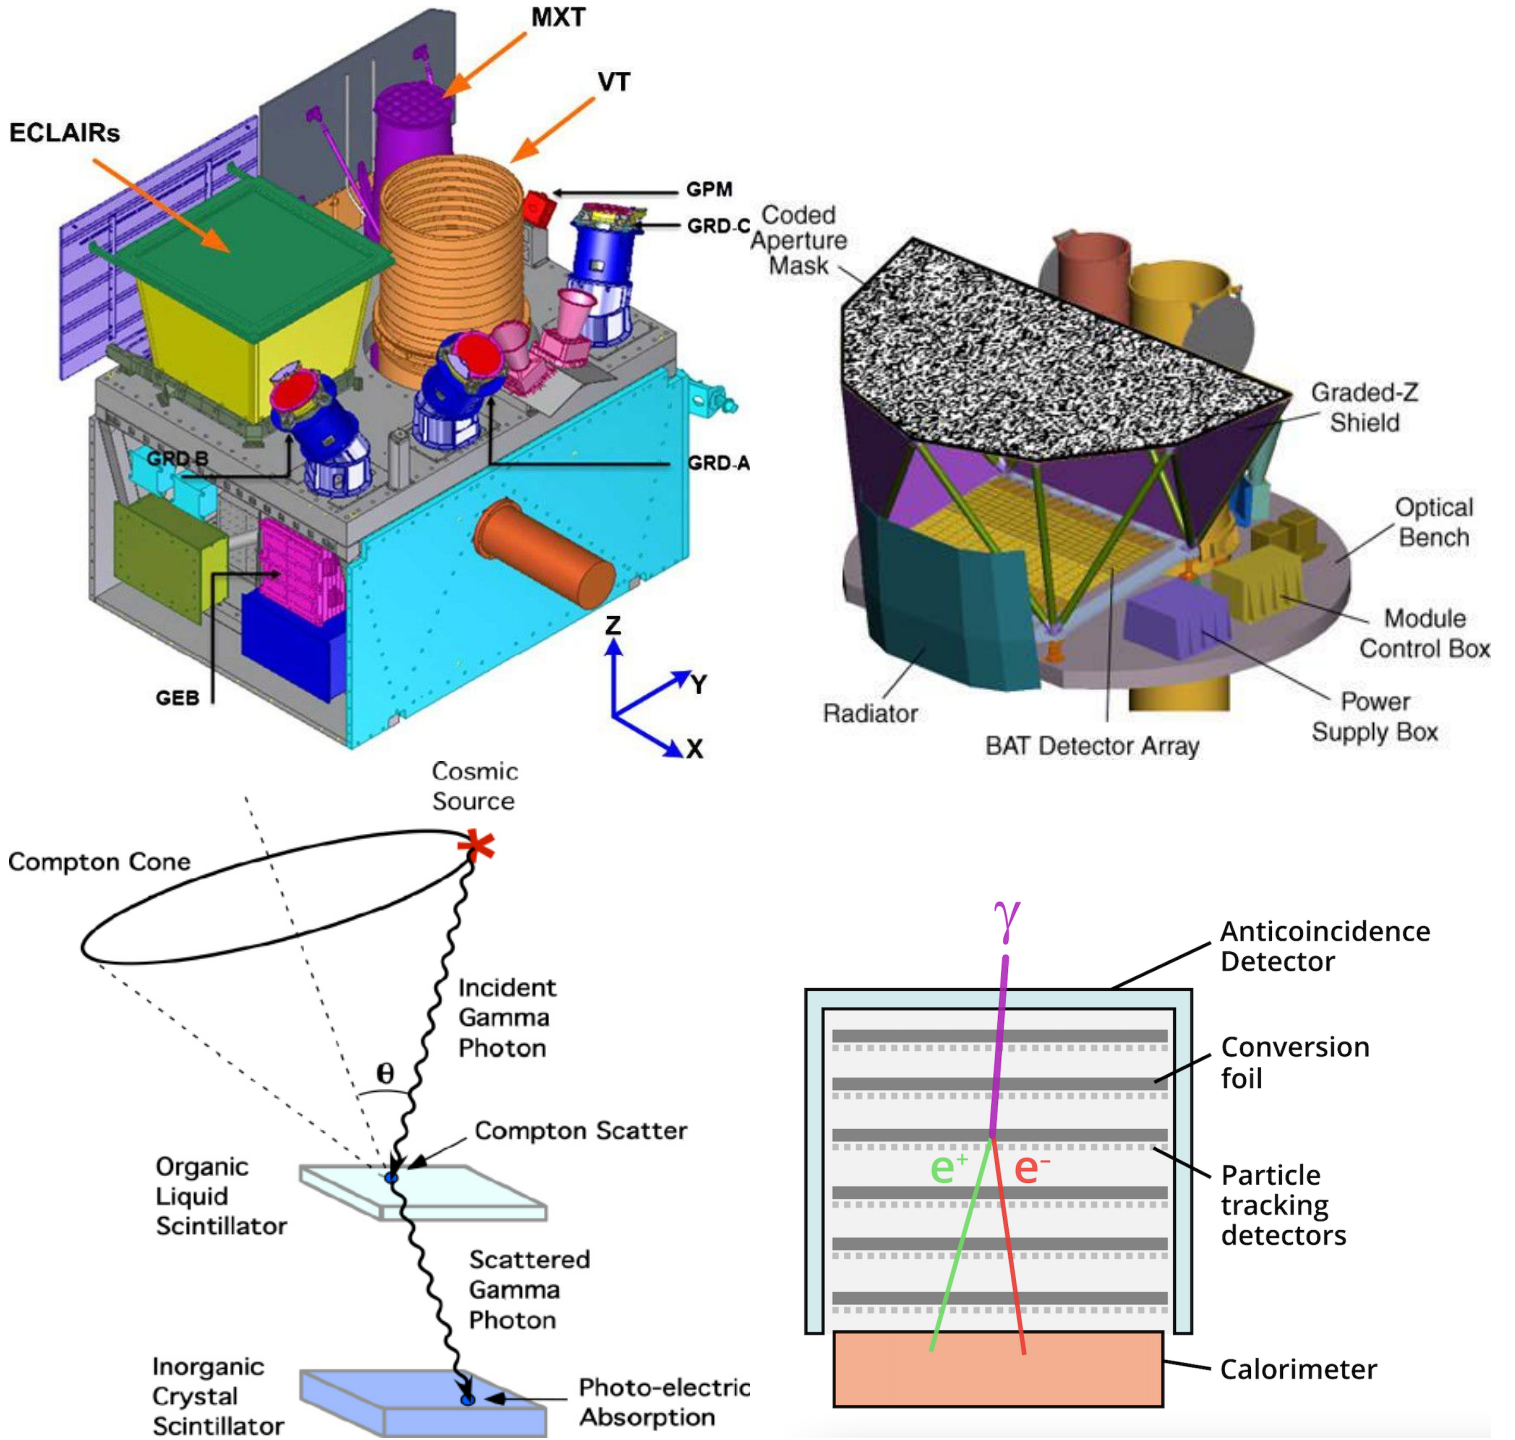 MXT
VT
ECLAIRs
GPM
GRD-C
GRD B
GRD-A
GEB
Z
Y
X
Coded
Aperture
Mask
Graded-Z
Shield
Optical
Bench
Module
Control Box
Power
Supply Box
Radiator
BAT Detector Array
Cosmic
Source
Compton Cone
Incident
Gamma
Photon
θ
Compton Scatter
Organic
Liquid
Scintillator
Scattered
Gamma
Photon
Inorganic
Crystal
Scintillator
Photo-electric
Absorption
γ
Anticoincidence
Detector
Conversion
foil
e⁺ e⁻
Particle
tracking
detectors
Calorimeter